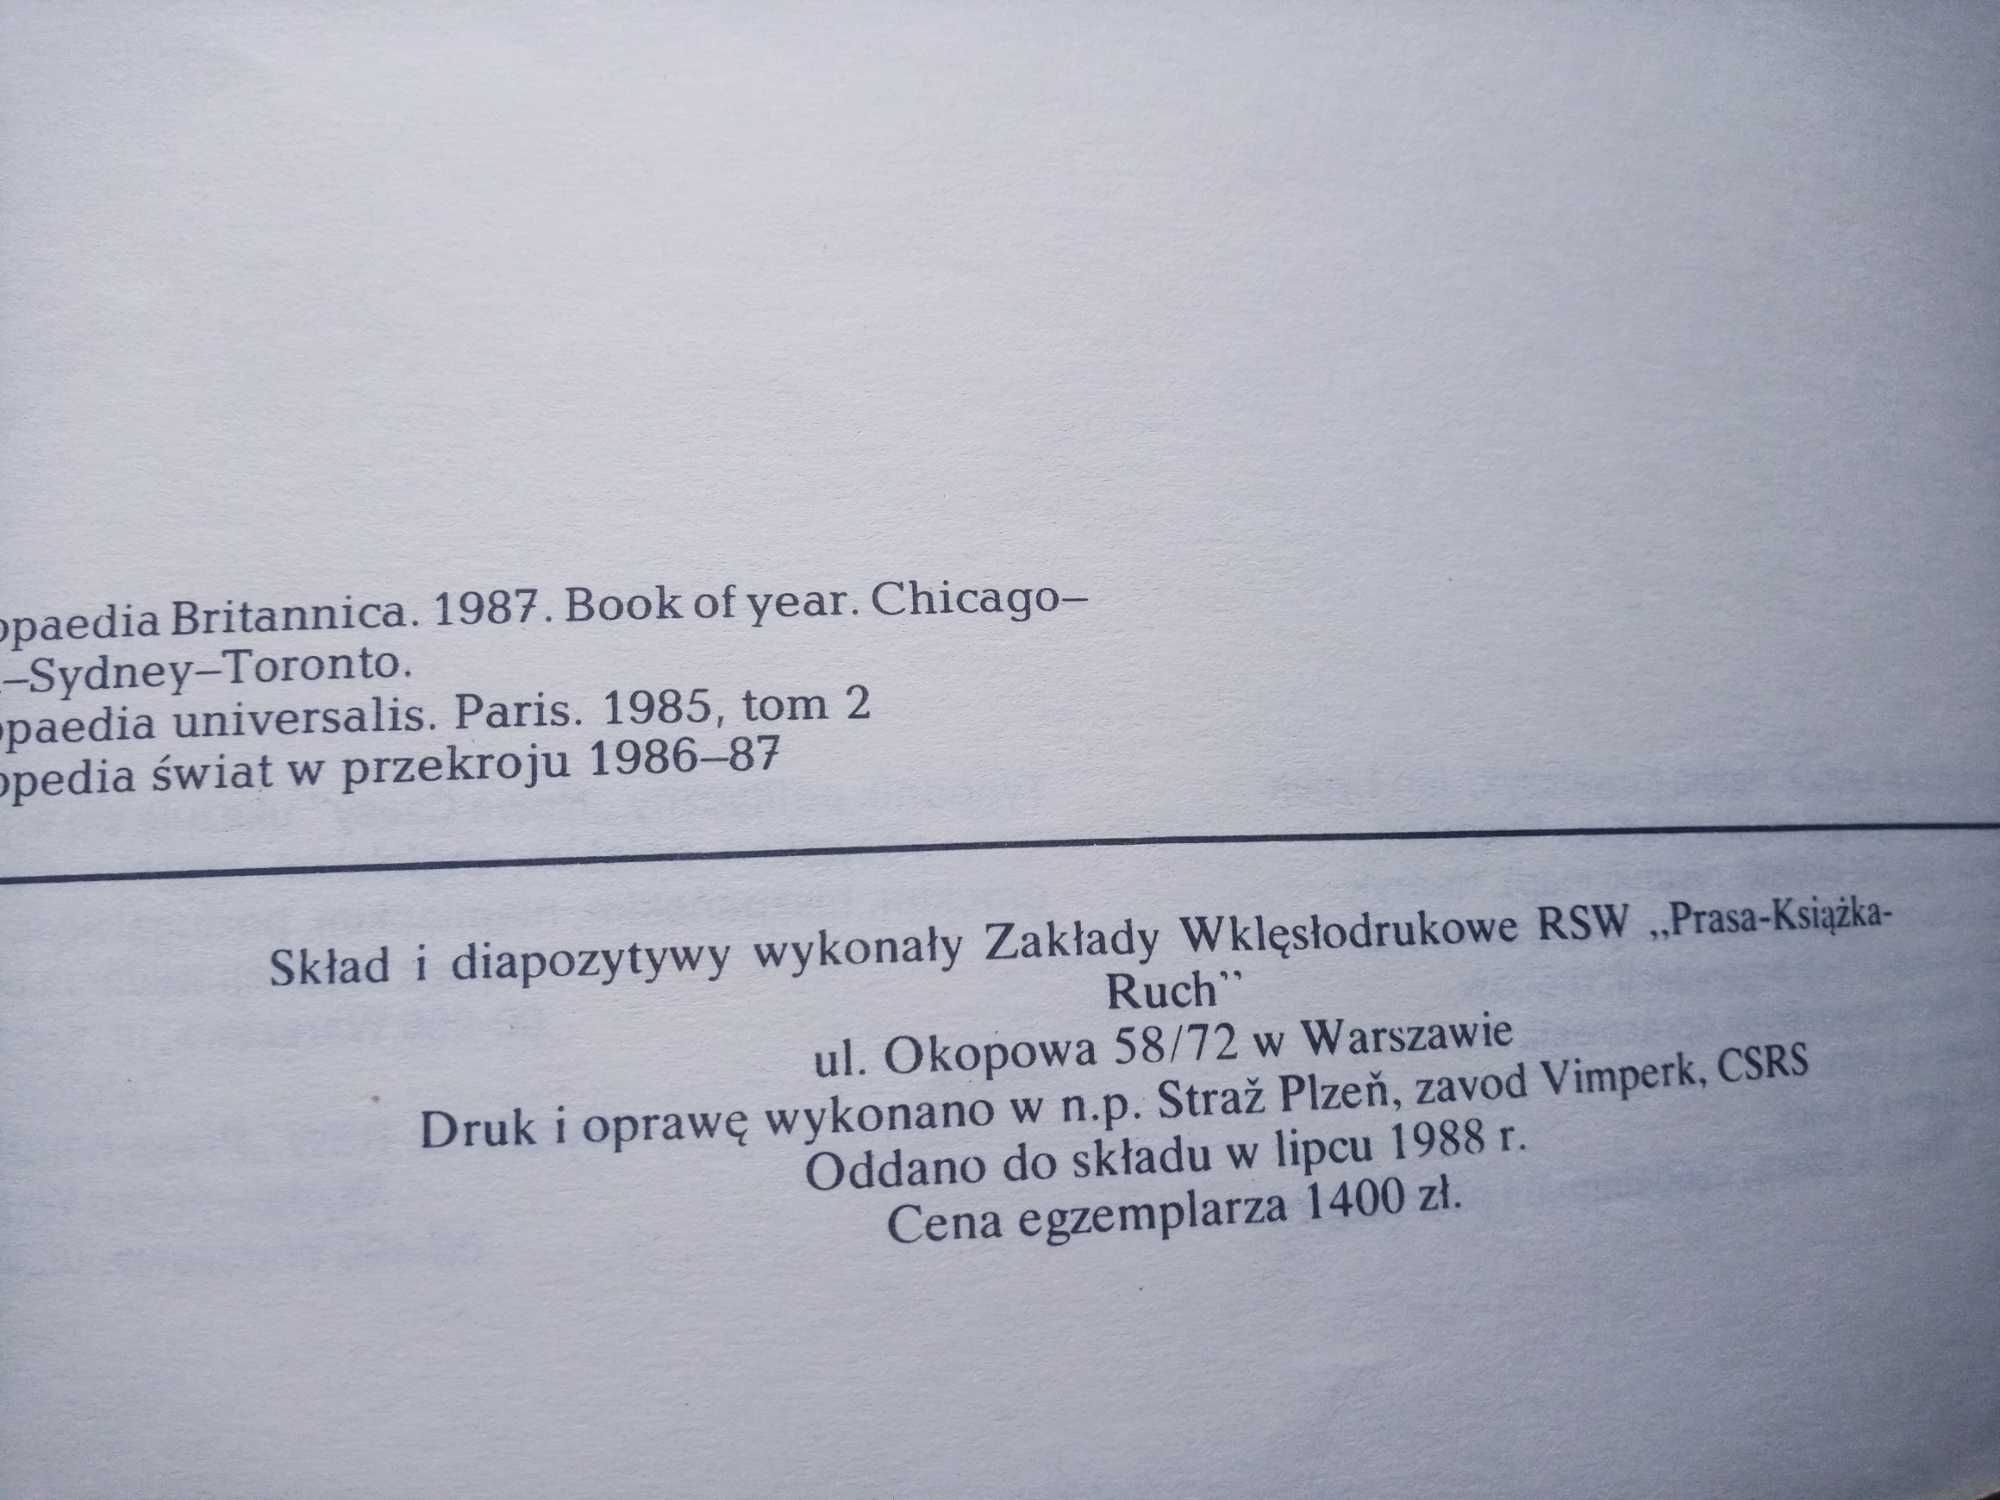 opaedia Britannica. 1987. Book of year. Chicago–
–Sydney–Toronto.
opaedia universalis. Paris. 1985, tom 2
opedia świat w przekroju 1986–87
Skład i diapozytywy wykonały Zakłady Wklęsłodrukowe RSW „Prasa-Książka-
Ruch”
ul. Okopowa 58/72 w Warszawie
Druk i oprawę wykonano w n.p. Straž Plzeň, zavod Vimperk, CSRS
Oddano do składu w lipcu 1988 r.
Cena egzemplarza 1400 zł.